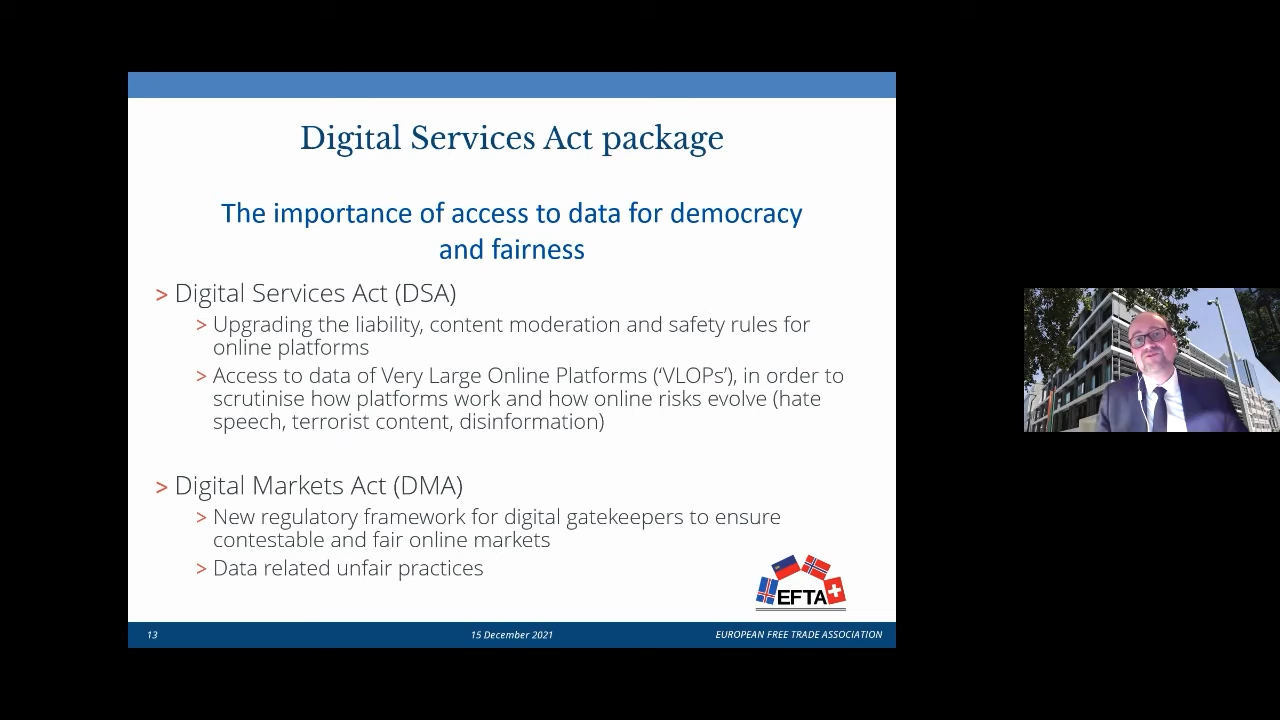 Digital Services Act package
The importance of access to data for democracy
and fairness
> Digital Services Act (DSA)
> Upgrading the liability, content moderation and safety rules for
online platforms
> Access to data of Very Large Online Platforms (‘VLOPs’), in order to
scrutinise how platforms work and how online risks evolve (hate
speech, terrorist content, disinformation)
> Digital Markets Act (DMA)
> New regulatory framework for digital gatekeepers to ensure
contestable and fair online markets
> Data related unfair practices
EFTA
13
15 December 2021
EUROPEAN FREE TRADE ASSOCIATION